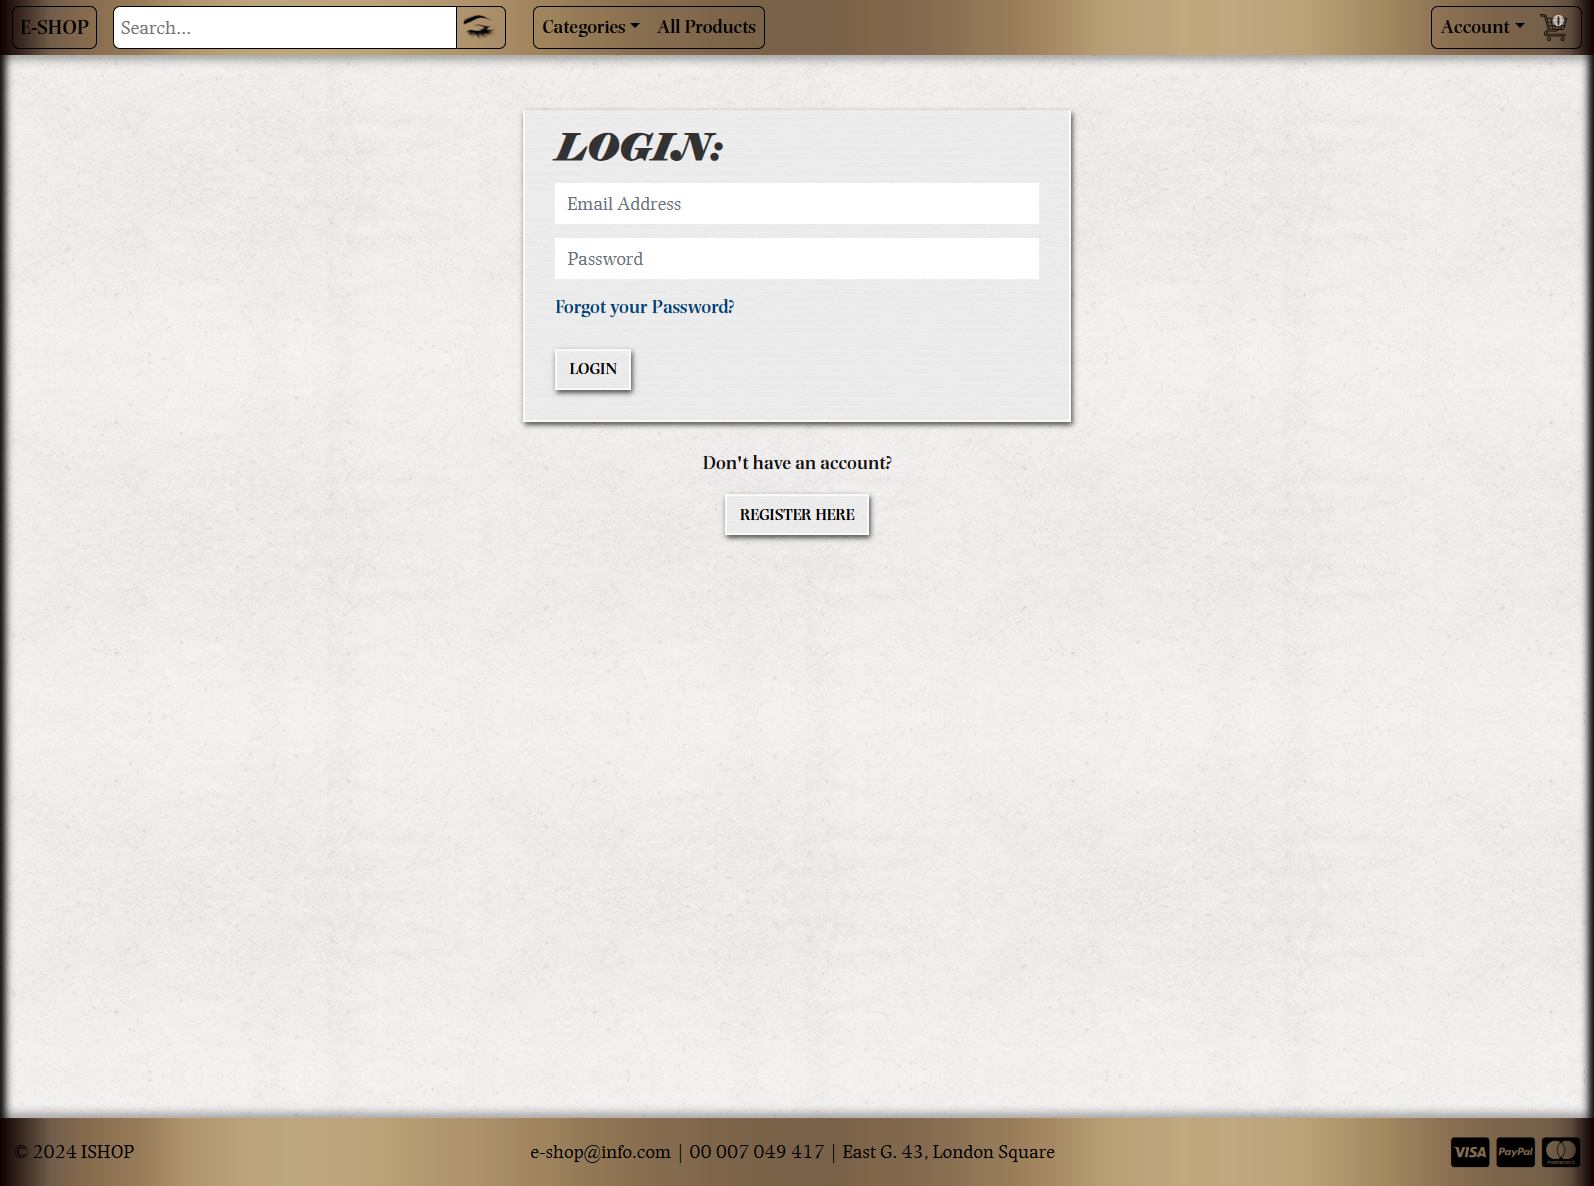 E-SHOP
Search...
Categories
All Products
Account
LOGIN:
Email Address
Password
Forgot your Password?
LOGIN
Don't have an account?
REGISTER HERE
© 2024 ISHOP
e-shop@info.com | 00 007 049 417 | East G. 43, London Square
VISA
PayPal
mastercard